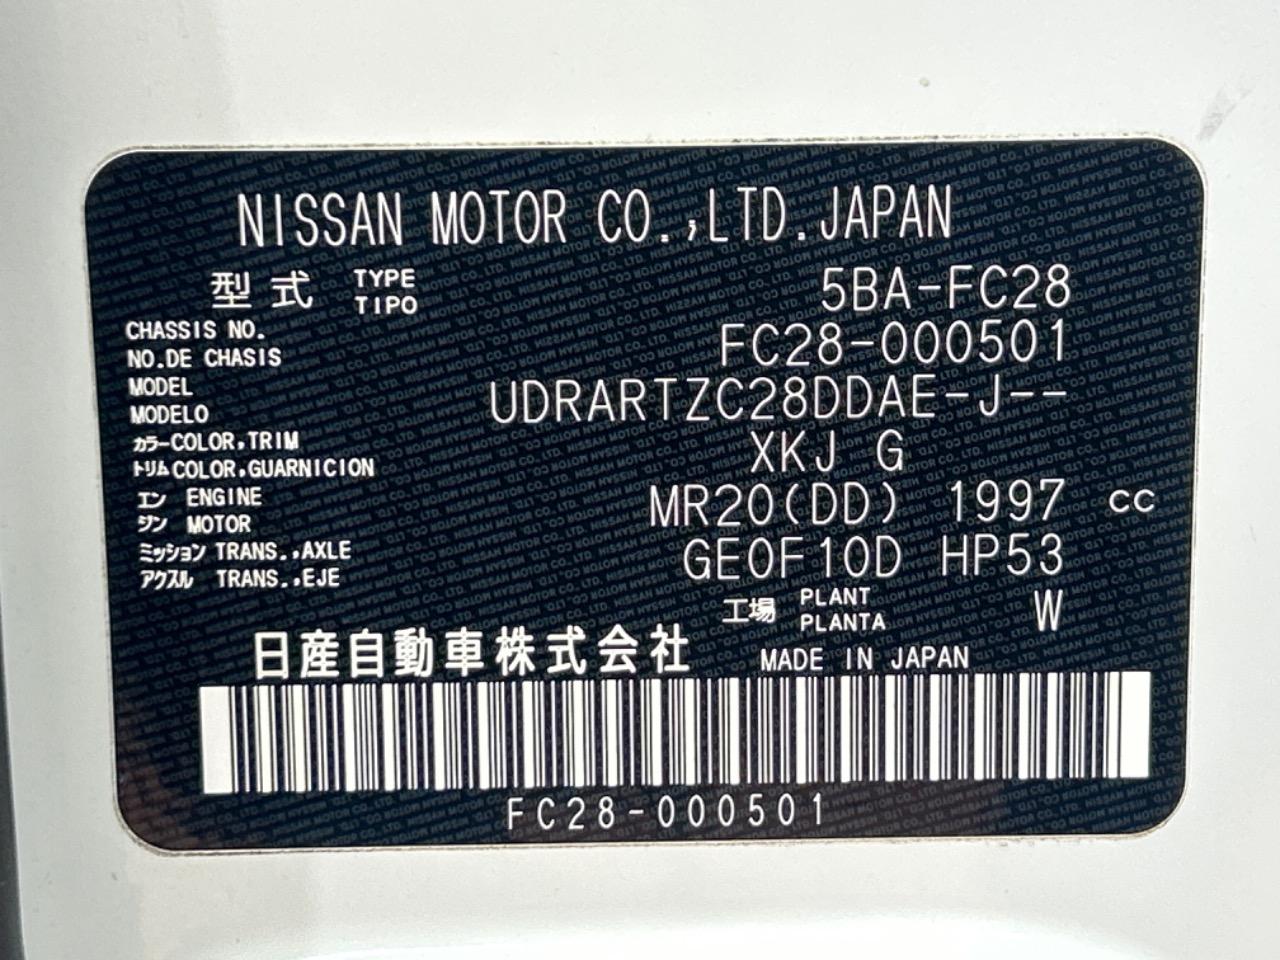 NISSAN MOTOR CO.,LTD.JAPAN
型式 TYPE TIPO 5BA-FC28
CHASSIS NO.
NO.DE CHASIS FC28-000501
MODEL
MODELO UDRARTZC28DDAE-J--
カラー COLOR,TRIM
トリム COLOR,GUARNICION XKJ G
エン ENGINE
ジン MOTOR MR20(DD) 1997 cc
ミッション TRANS.,AXLE
アクスル TRANS.,EJE GE0F10D HP53
工場 PLANT PLANTA W
日産自動車株式会社 MADE IN JAPAN
FC28-000501